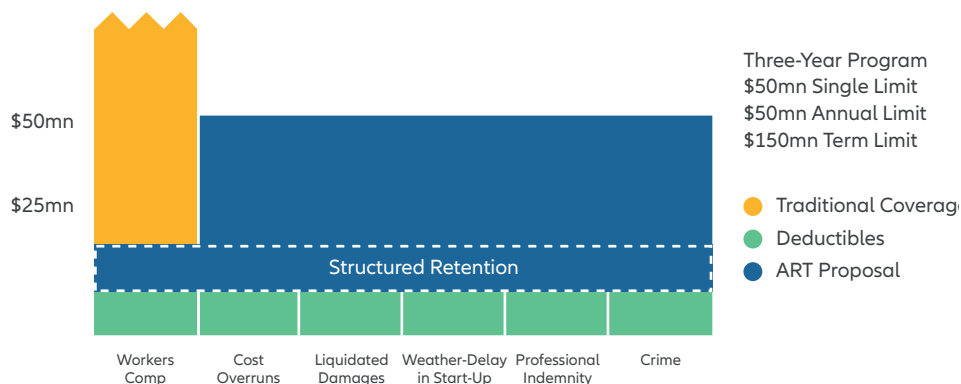 $50mn
$25mn
Three-Year Program
$50mn Single Limit
$50mn Annual Limit
$150mn Term Limit
Traditional Coverage
Deductibles
ART Proposal
Structured Retention
Workers
Comp
Cost
Overruns
Liquidated
Damages
Weather-Delay
in Start-Up
Professional
Indemnity
Crime